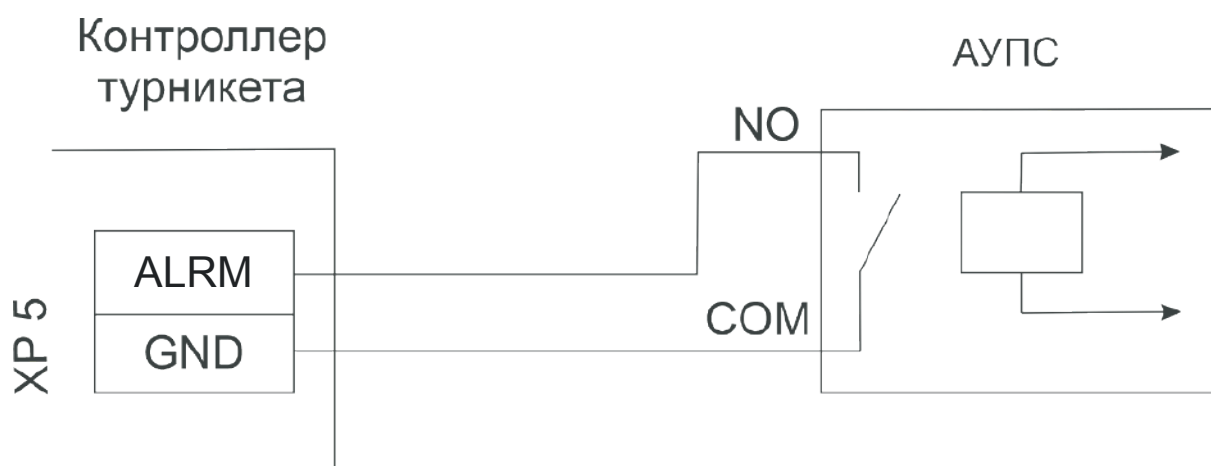 Контроллер
турникета
АУПС
NO
ALRM
COM
GND
XP 5